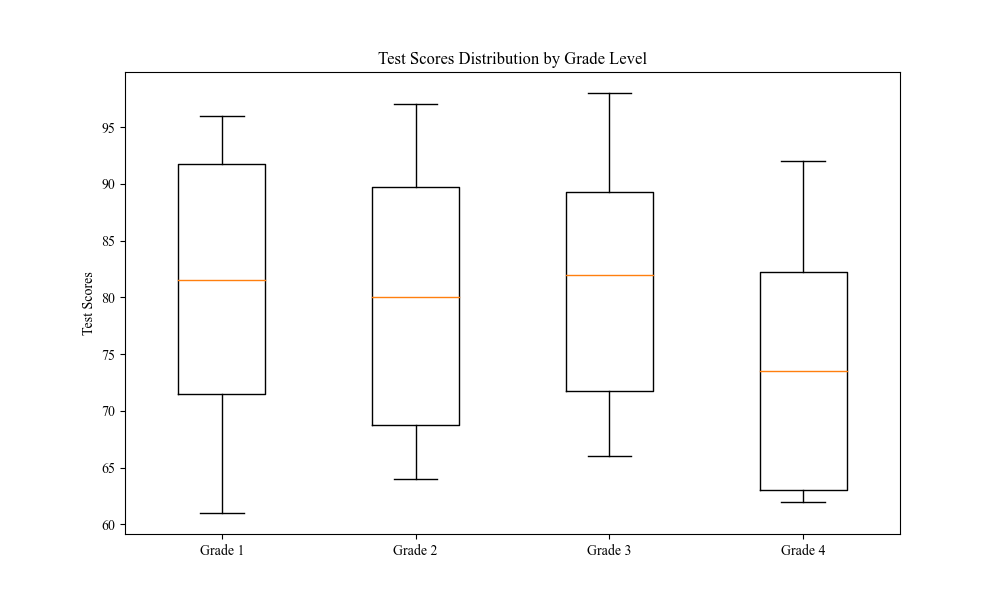 Test Scores Distribution by Grade Level
Test Scores
95
90
85
80
75
70
65
60
Grade 1
Grade 2
Grade 3
Grade 4